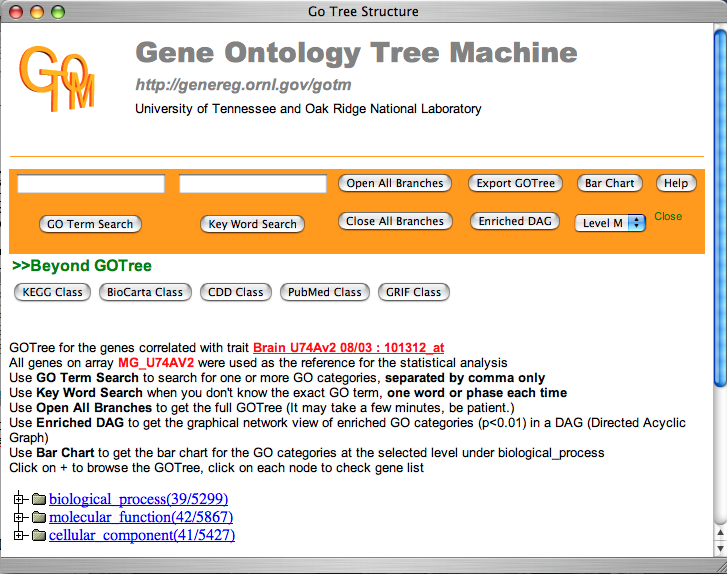 Go Tree Structure
GOTM
Gene Ontology Tree Machine
http://genereg.ornl.gov/gotm
University of Tennessee and Oak Ridge National Laboratory
Open All Branches Export GOTree Bar Chart Help
GO Term Search Key Word Search Close All Branches Enriched DAG Level M Close
>>Beyond GOTree
KEGG Class BioCarta Class CDD Class PubMed Class GRIF Class
GOTree for the genes correlated with trait Brain U74Av2 08/03 : 101312_at
All genes on array MG_U74AV2 were used as the reference for the statistical analysis
Use GO Term Search to search for one or more GO categories, separated by comma only
Use Key Word Search when you don't know the exact GO term, one word or phase each time
Use Open All Branches to get the full GOTree (It may take a few minutes, be patient.)
Use Enriched DAG to get the graphical network view of enriched GO categories (p<0.01) in a DAG (Directed Acyclic
Graph)
Use Bar Chart to get the bar chart for the GO categories at the selected level under biological_process
Click on + to browse the GOTree, click on each node to check gene list
biological_process(39/5299)
molecular_function(42/5867)
cellular_component(41/5427)